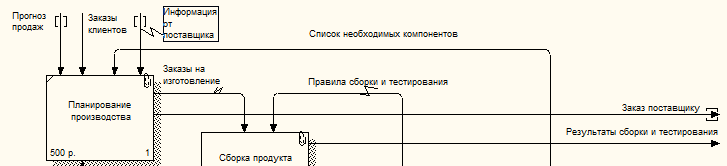 Прогноз
продаж
Заказы
клиентов
Информация
от
поставщика
Список необходимых компонентов
Заказы на
изготовление
Правила сборки и тестирования
Планирование
производства
500 р.
1
Заказ поставщику
Результаты сборки и тестирования
Сборка продукта